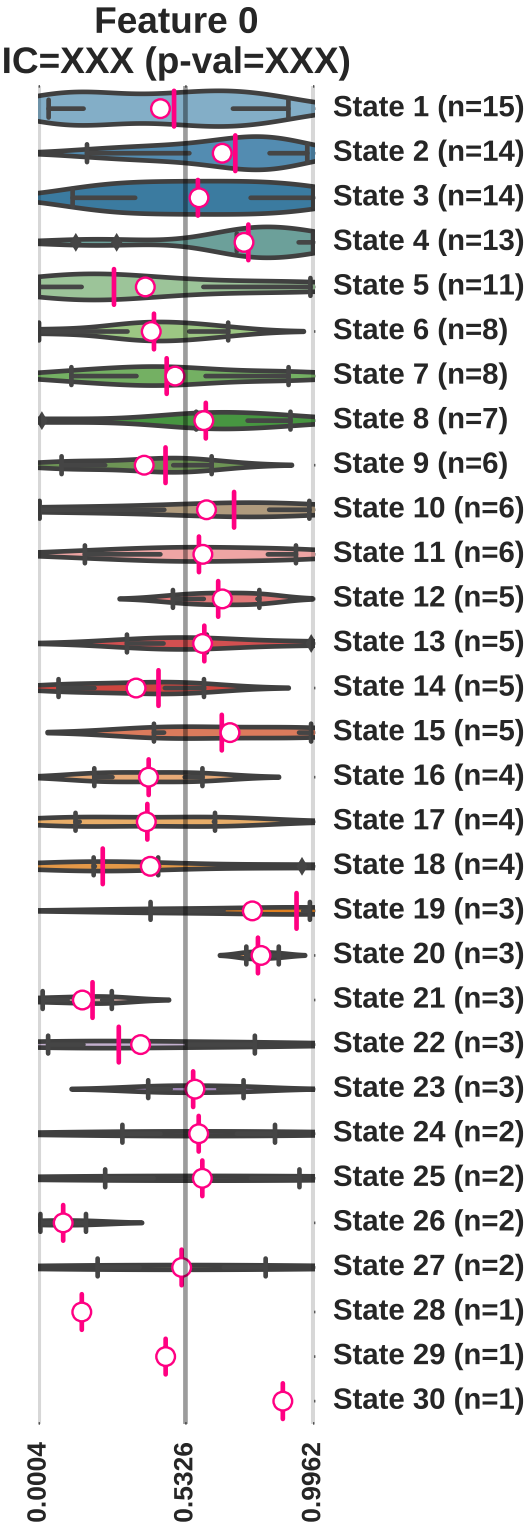 Feature 0
IC=XXX (p-val=XXX)
State 1 (n=15)
State 2 (n=14)
State 3 (n=14)
State 4 (n=13)
State 5 (n=11)
State 6 (n=8)
State 7 (n=8)
State 8 (n=7)
State 9 (n=6)
State 10 (n=6)
State 11 (n=6)
State 12 (n=5)
State 13 (n=5)
State 14 (n=5)
State 15 (n=5)
State 16 (n=4)
State 17 (n=4)
State 18 (n=4)
State 19 (n=3)
State 20 (n=3)
State 21 (n=3)
State 22 (n=3)
State 23 (n=3)
State 24 (n=2)
State 25 (n=2)
State 26 (n=2)
State 27 (n=2)
State 28 (n=1)
State 29 (n=1)
State 30 (n=1)
0.0004
0.5326
0.9962